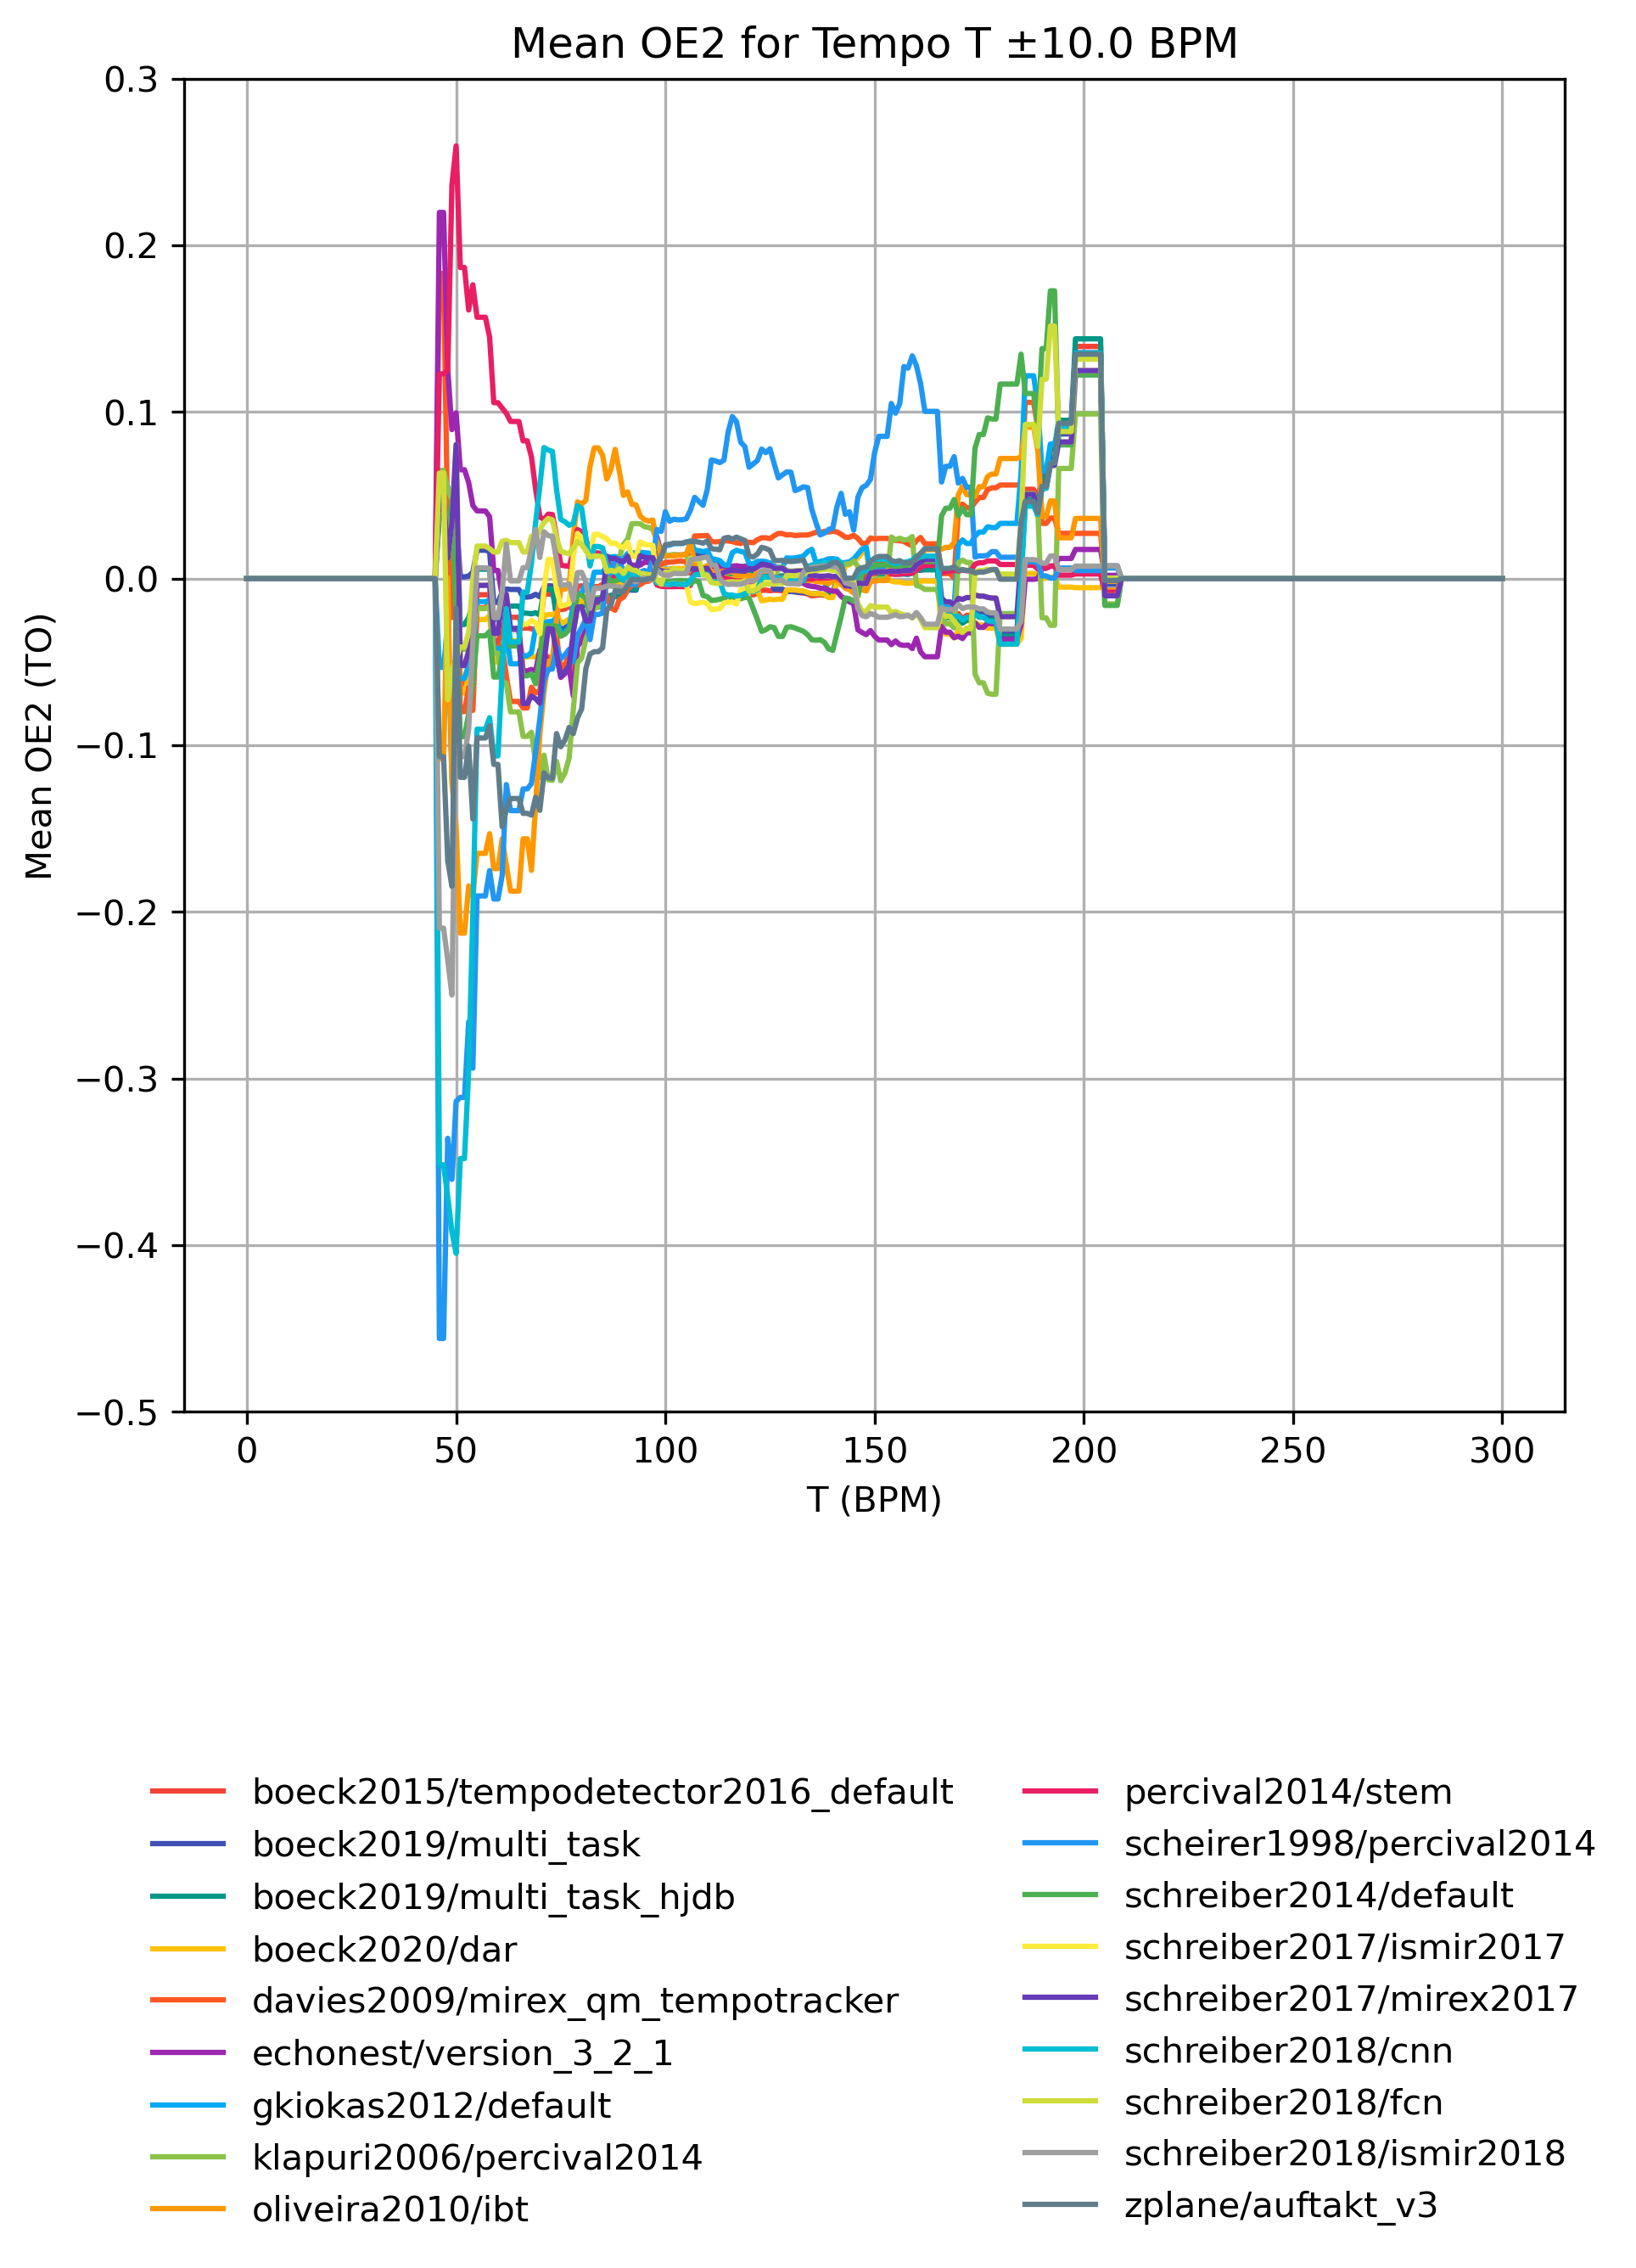 Mean OE2 for Tempo T ±10.0 BPM
0.3
0.2
0.1
0.0
−0.1
−0.2
−0.3
−0.4
−0.5
Mean OE2 (TO)
0 50 100 150 200 250 300
T (BPM)
boeck2015/tempodetector2016_default
boeck2019/multi_task
boeck2019/multi_task_hjdb
boeck2020/dar
davies2009/mirex_qm_tempotracker
echonest/version_3_2_1
gkiokas2012/default
klapuri2006/percival2014
oliveira2010/ibt
percival2014/stem
scheirer1998/percival2014
schreiber2014/default
schreiber2017/ismir2017
schreiber2017/mirex2017
schreiber2018/cnn
schreiber2018/fcn
schreiber2018/ismir2018
zplane/auftakt_v3